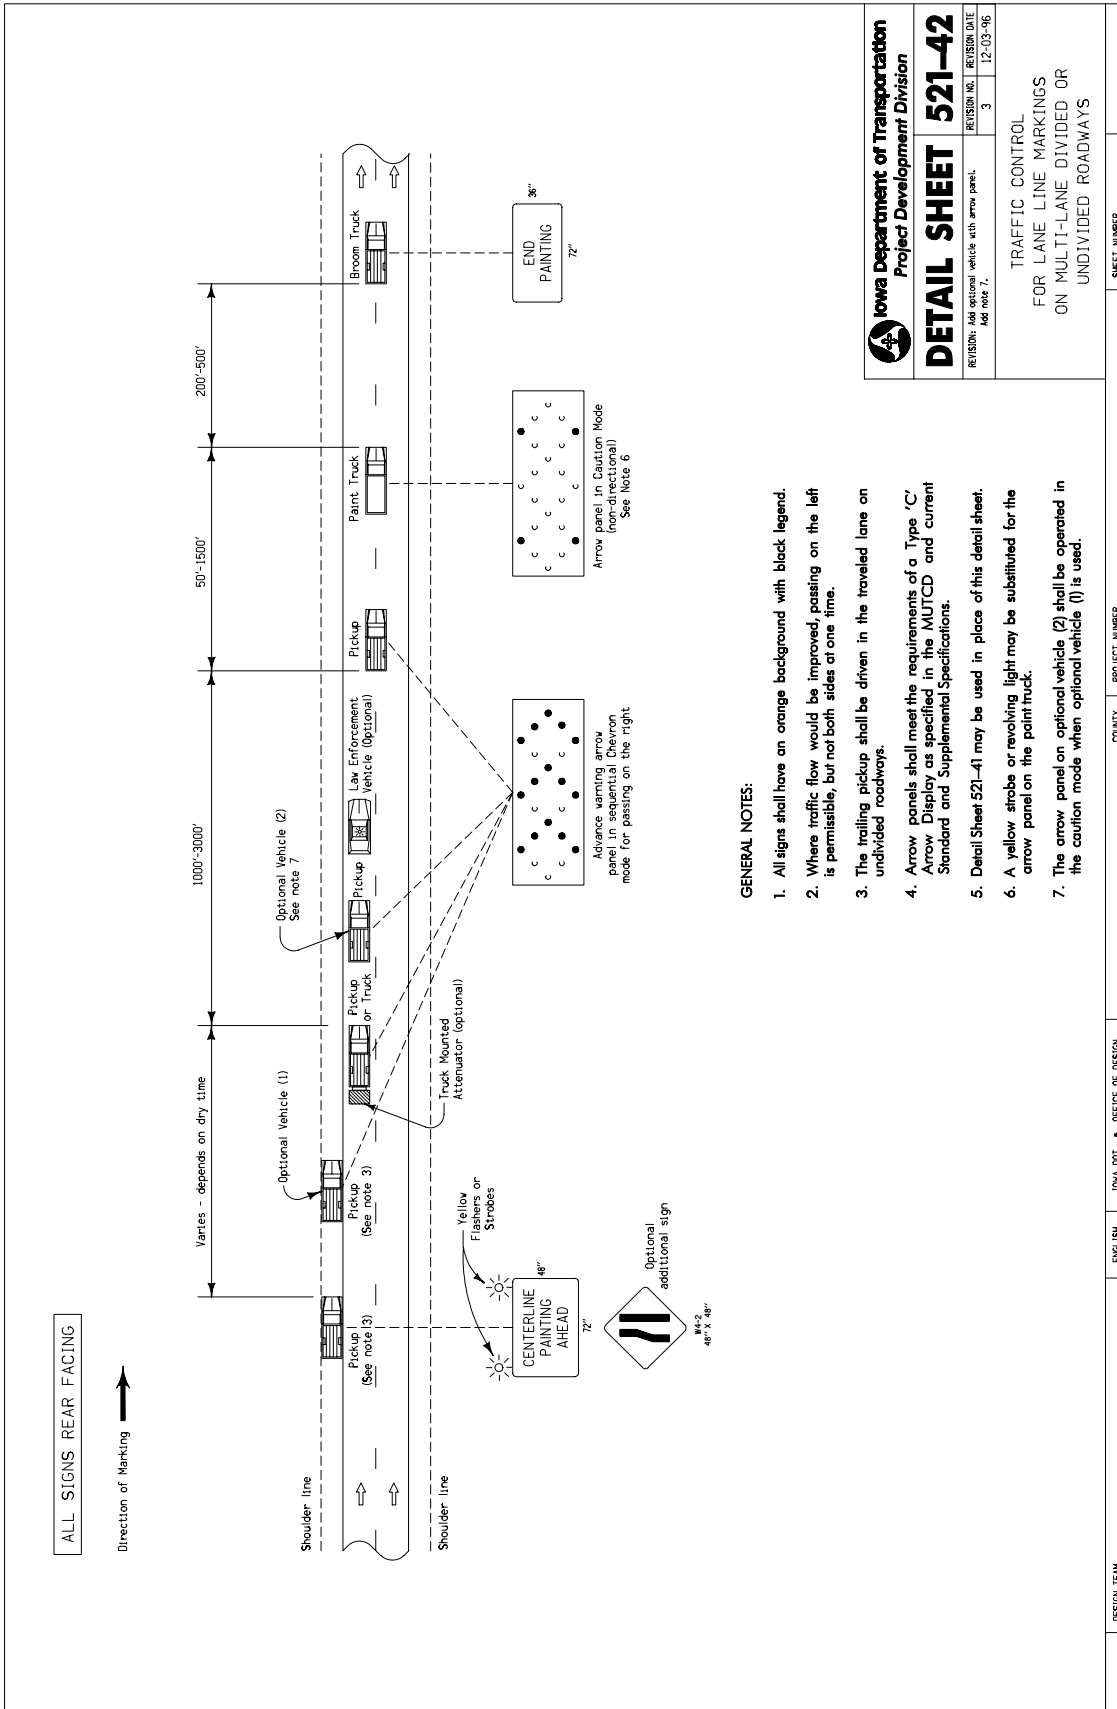 ALL SIGNS REAR FACING
Direction of Marking
Varies - depends on dry time
1000'-3000'
50'-1500'
200'-500'
Optional Vehicle (1)
Optional Vehicle (2)
See note 7
Shoulder line
Pickup
(See note 3)
Pickup
(See note 3)
Pickup
or Truck
Pickup
Law Enforcement
Vehicle (Optional)
Pickup
Paint Truck
Broom Truck
Shoulder line
Truck Mounted
Attenuator (optional)
Yellow
Flashers or
Strobes
CENTERLINE
PAINTING
AHEAD
48"
72"
Optional
additional sign
W4-2
48" X 48"
Advance warning arrow
panel in sequential Chevron
mode for passing on the right
Arrow panel in Caution Mode
(non-directional)
See Note 6
END
PAINTING
36"
72"
GENERAL NOTES:
1. All signs shall have an orange background with black legend.
2. Where traffic flow would be improved, passing on the left
is permissible, but not both sides at one time.
3. The trailing pickup shall be driven in the traveled lane on
undivided roadways.
4. Arrow panels shall meet the requirements of a Type 'C'
Arrow Display as specified in the MUTCD and current
Standard and Supplemental Specifications.
5. Detail Sheet 521-41 may be used in place of this detail sheet.
6. A yellow strobe or revolving light may be substituted for the
arrow panel on the paint truck.
7. The arrow panel on optional vehicle (2) shall be operated in
the caution mode when optional vehicle (1) is used.
Iowa Department of Transportation
Project Development Division
DETAIL SHEET 521-42
REVISION: Add optional vehicle with arrow panel.
Add note 7.
REVISION NO.
3
REVISION DATE
12-03-96
TRAFFIC CONTROL
FOR LANE LINE MARKINGS
ON MULTI-LANE DIVIDED OR
UNDIVIDED ROADWAYS
DESIGN TEAM
ENGLISH
IOWA DOT * OFFICE OF DESIGN
COUNTY
PROJECT NUMBER
SHEET NUMBER